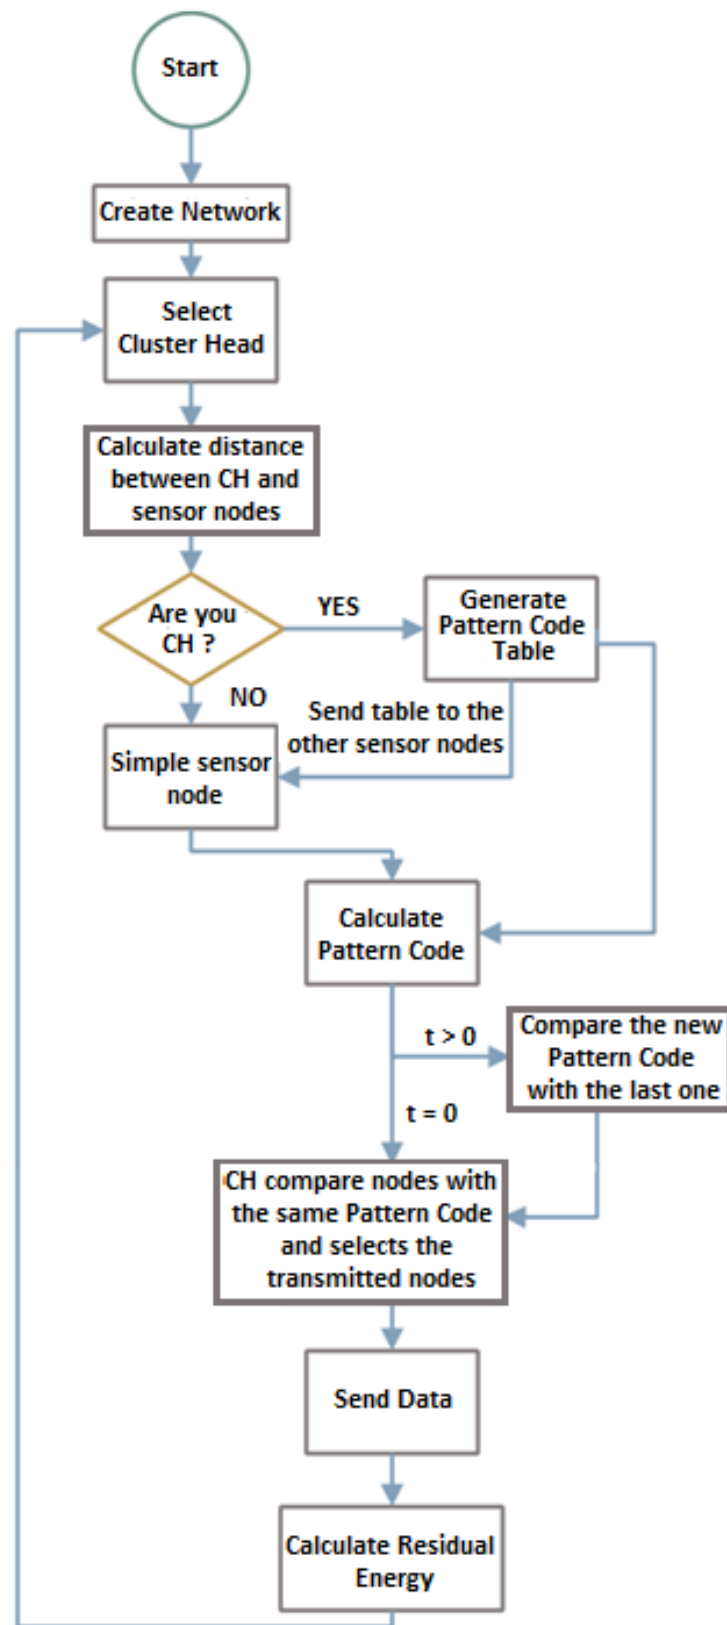 Start
Create Network
Select
Cluster Head
Calculate distance
between CH and
sensor nodes
Are you
CH ?
YES
Generate
Pattern Code
Table
NO
Send table to the
other sensor nodes
Simple sensor
node
Calculate
Pattern Code
t > 0
Compare the new
Pattern Code
with the last one
t = 0
CH compare nodes with
the same Pattern Code
and selects the
transmitted nodes
Send Data
Calculate Residual
Energy